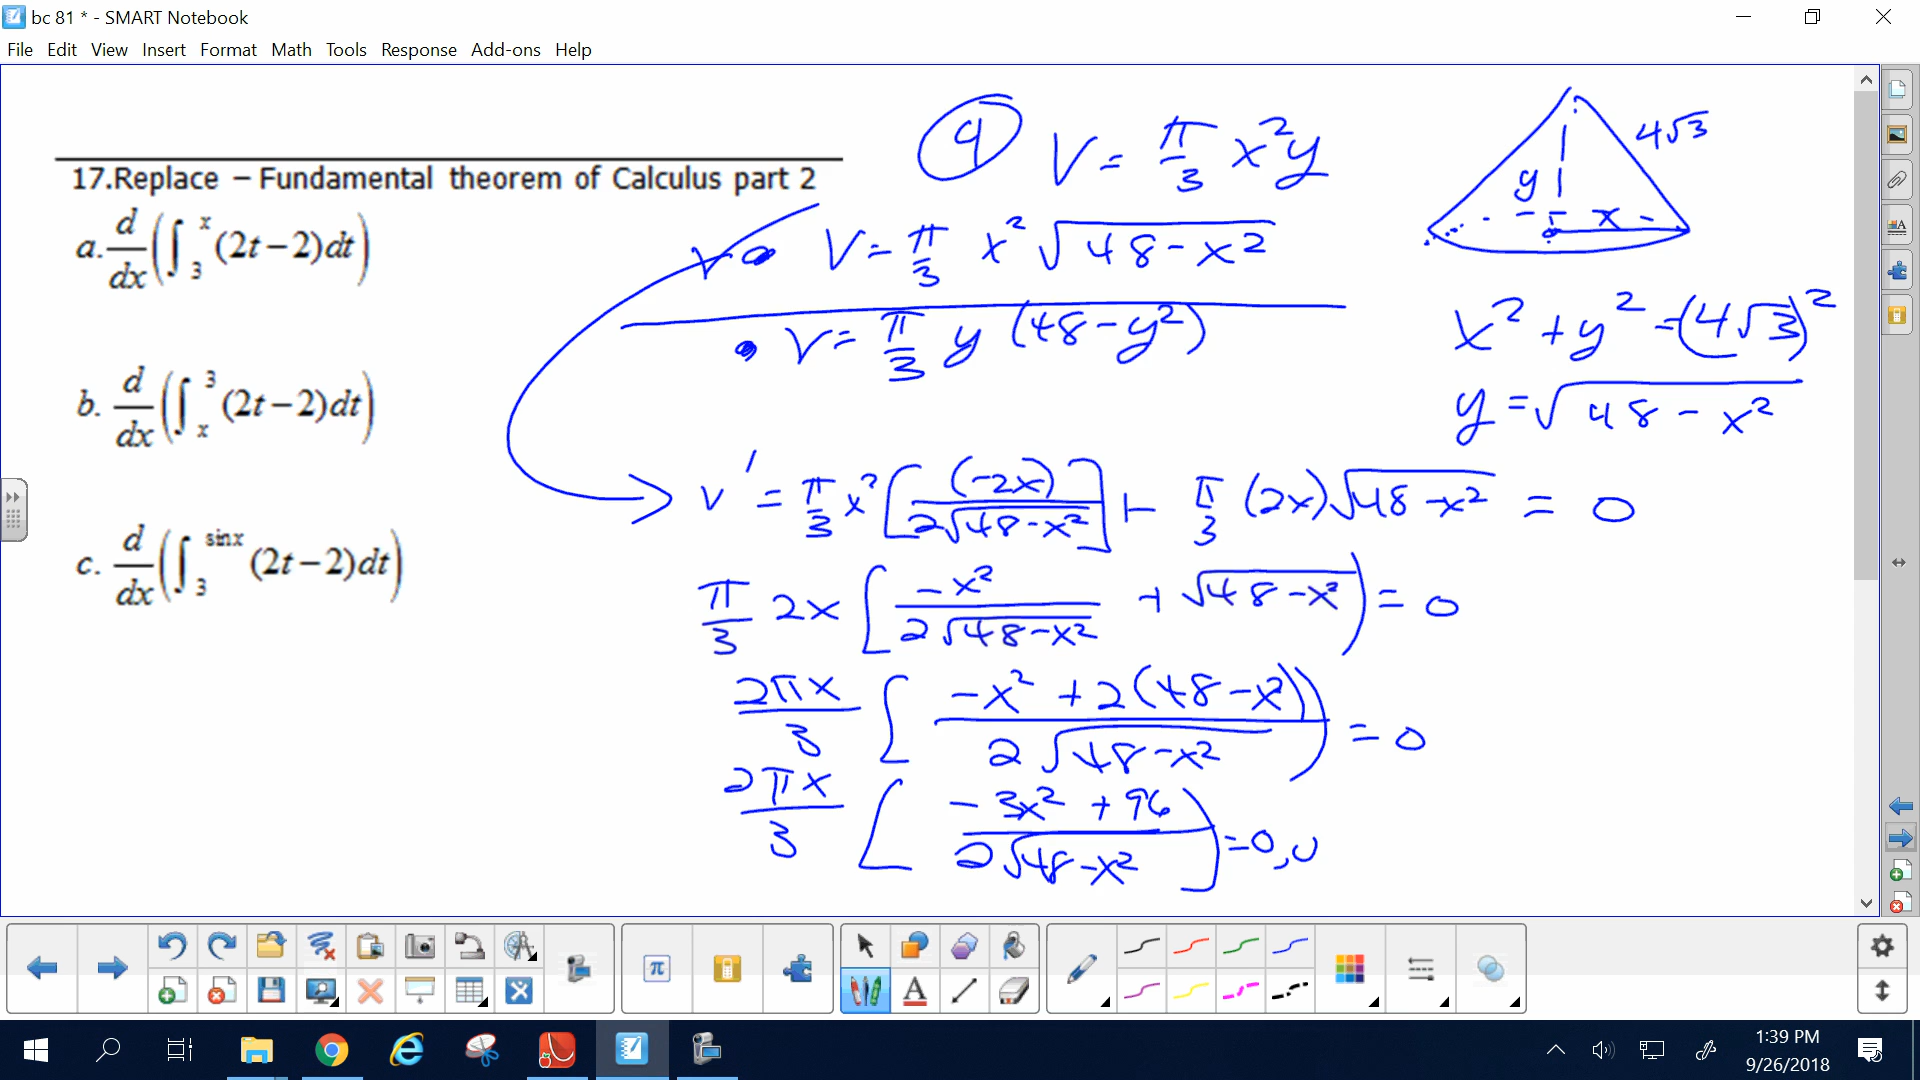 bc 81 * - SMART Notebook
File Edit View Insert Format Math Tools Response Add-ons Help
17.Replace – Fundamental theorem of Calculus part 2
a. d/dx (∫₃ˣ (2t−2)dt)
b. d/dx (∫ₓ³ (2t−2)dt)
c. d/dx (∫₃^sinx (2t−2)dt)
9 V = π/3 x²y
V = π/3 x² √(48−x²)
V = π/3 y (48−y²)
4√3
y
x
x² + y² = (4√3)²
y = √(48 − x²)
V' = π/3 x² [(−2x)/(2√(48−x²))] + π/3 (2x)√(48−x²) = 0
π/3 2x [−x²/(2√(48−x²)) + √(48−x²)) = 0
2πx/3 [(−x² + 2(48−x²))/(2√(48−x²))) = 0
2πx/3 [(−3x² + 96)/(2√(48−x²))] = 0,0
π
A
1:39 PM
9/26/2018